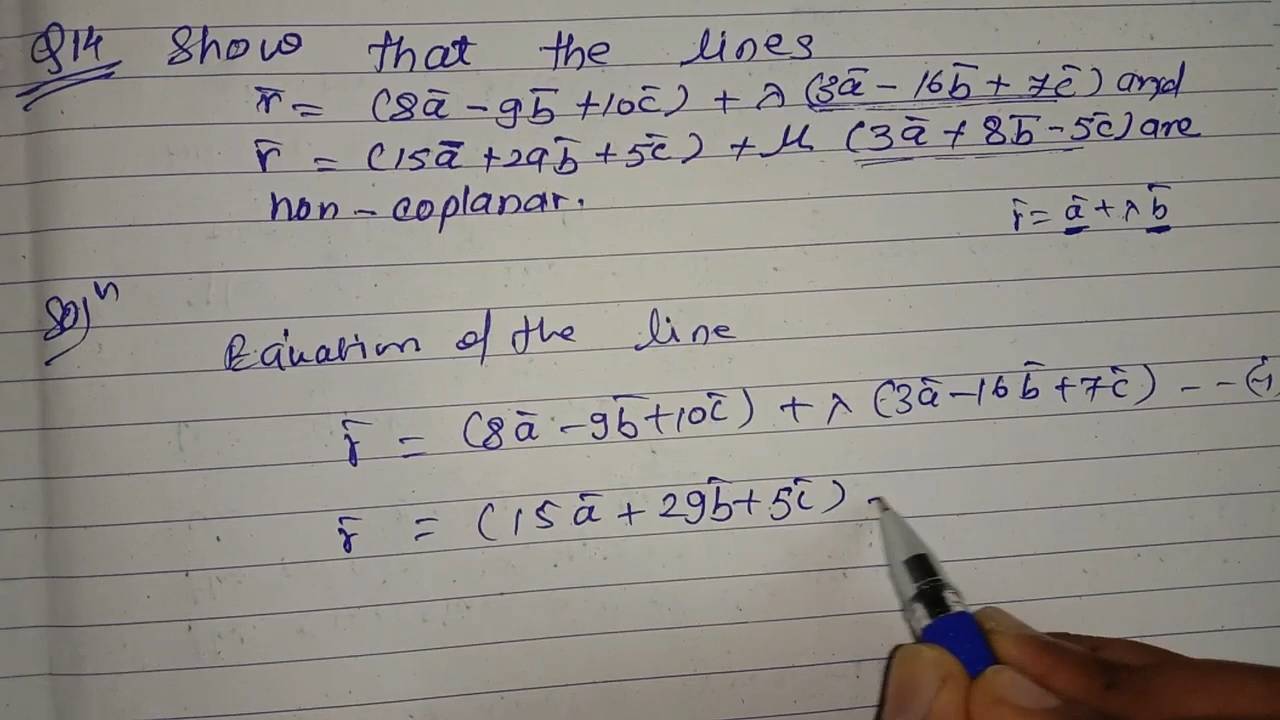 Q14 Show that the lines
r̄ = (8ā - 9b̄ + 10c̄) + λ (3ā - 16b̄ + 7c̄) and
r̄ = (15ā + 29b̄ + 5c̄) + μ (3ā + 8b̄ - 5c̄) are
non-coplanar.
r̄ = ā + λb̄
Solⁿ
Equation of the line
r̄ = (8ā - 9b̄ + 10c̄) + λ (3ā - 16b̄ + 7c̄) --
r̄ = (15ā + 29b̄ + 5c̄) -